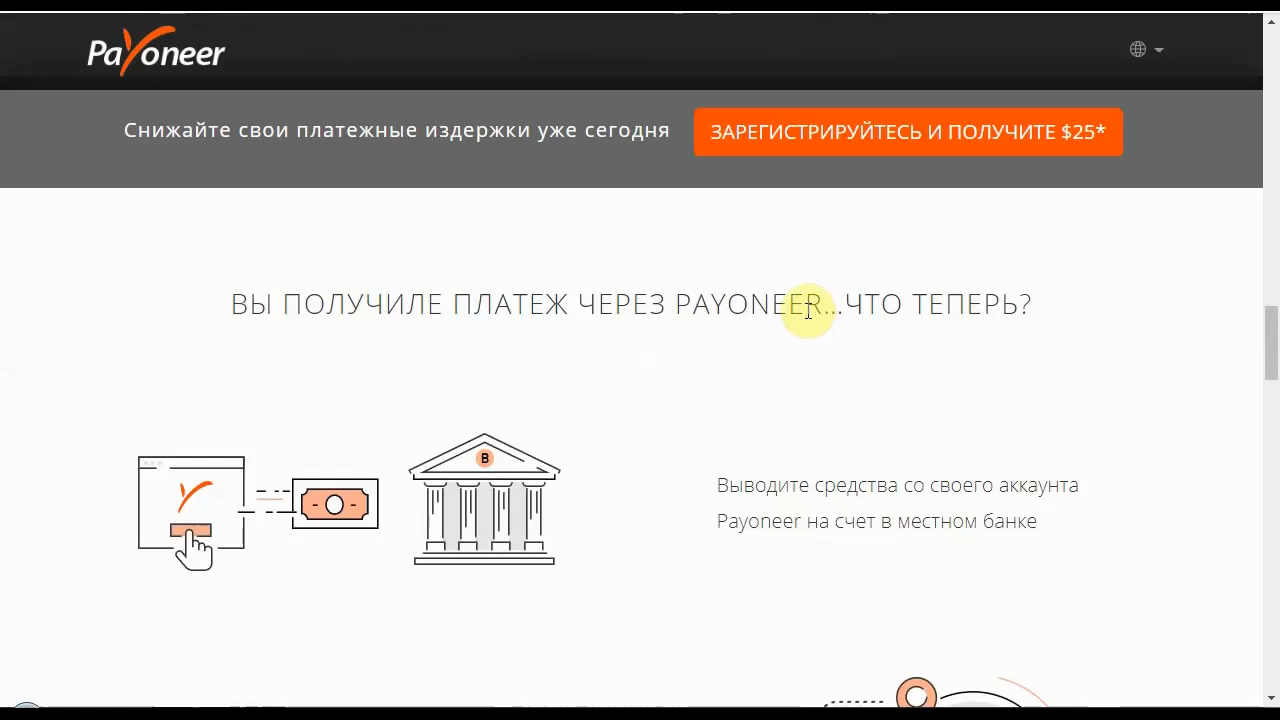 Payoneer
Снижайте свои платежные издержки уже сегодня
ЗАРЕГИСТРИРУЙТЕСЬ И ПОЛУЧИТЕ $25*
ВЫ ПОЛУЧИЛЕ ПЛАТЕЖ ЧЕРЕЗ PAYONEER...ЧТО ТЕПЕРЬ?
B
Выводите средства со своего аккаунта
Payoneer на счет в местном банке